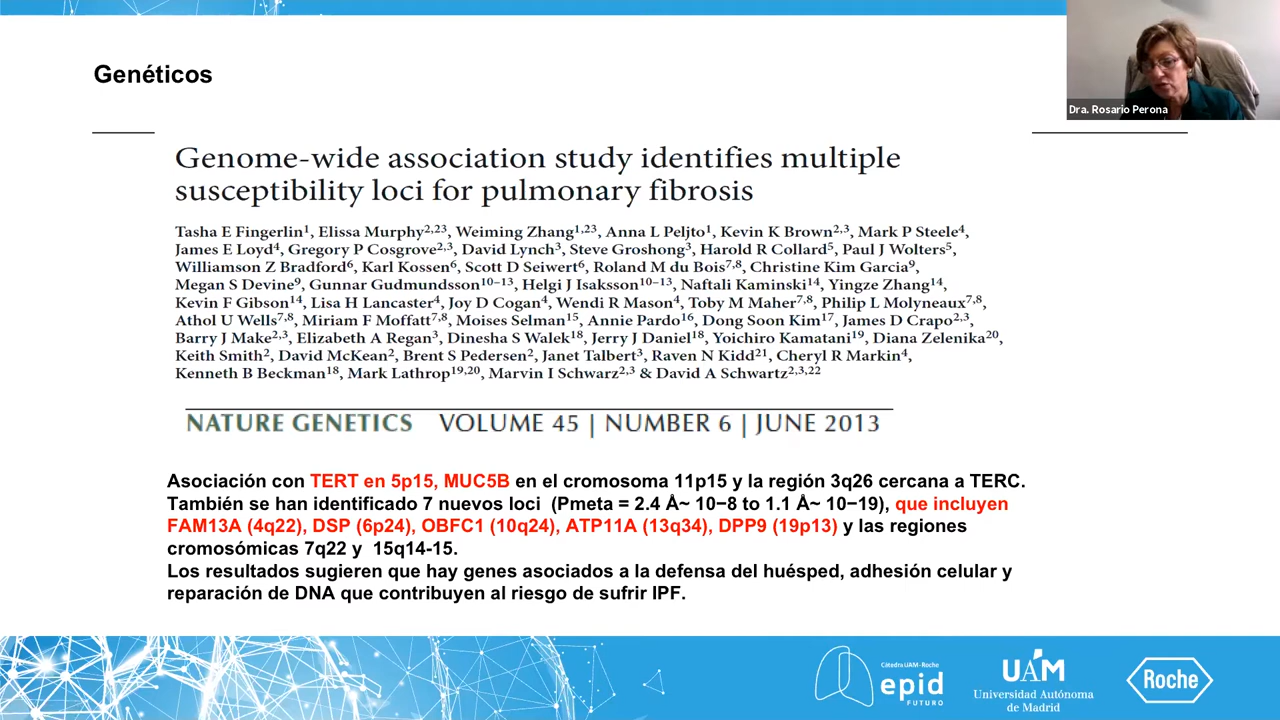 Genéticos
Dra. Rosario Perona
Genome-wide association study identifies multiple
susceptibility loci for pulmonary fibrosis
Tasha E Fingerlin1, Elissa Murphy2,23, Weiming Zhang1,23, Anna L Peljto1, Kevin K Brown2,3, Mark P Steele4,
James E Loyd4, Gregory P Cosgrove2,3, David Lynch3, Steve Groshong3, Harold R Collard5, Paul J Wolters5,
Williamson Z Bradford6, Karl Kossen6, Scott D Seiwert6, Roland M du Bois7,8, Christine Kim Garcia9,
Megan S Devine9, Gunnar Gudmundsson10–13, Helgi J Isaksson10–13, Naftali Kaminski14, Yingze Zhang14,
Kevin F Gibson14, Lisa H Lancaster4, Joy D Cogan4, Wendi R Mason4, Toby M Maher7,8, Philip L Molyneaux7,8,
Athol U Wells7,8, Miriam F Moffatt7,8, Moises Selman15, Annie Pardo16, Dong Soon Kim17, James D Crapo2,3,
Barry J Make2,3, Elizabeth A Regan3, Dinesha S Walek18, Jerry J Daniel18, Yoichiro Kamatani19, Diana Zelenika20,
Keith Smith2, David McKean2, Brent S Pedersen2, Janet Talbert3, Raven N Kidd21, Cheryl R Markin4,
Kenneth B Beckman18, Mark Lathrop19,20, Marvin I Schwarz2,3 & David A Schwartz2,3,22
NATURE GENETICS VOLUME 45 | NUMBER 6 | JUNE 2013
Asociación con TERT en 5p15, MUC5B en el cromosoma 11p15 y la región 3q26 cercana a TERC.
También se han identificado 7 nuevos loci (Pmeta = 2.4 Å~ 10−8 to 1.1 Å~ 10−19), que incluyen
FAM13A (4q22), DSP (6p24), OBFC1 (10q24), ATP11A (13q34), DPP9 (19p13) y las regiones
cromosómicas 7q22 y 15q14-15.
Los resultados sugieren que hay genes asociados a la defensa del huésped, adhesión celular y
reparación de DNA que contribuyen al riesgo de sufrir IPF.
Cátedra UAM-Roche
epid
FUTURO
UAM
Universidad Autónoma
de Madrid
Roche